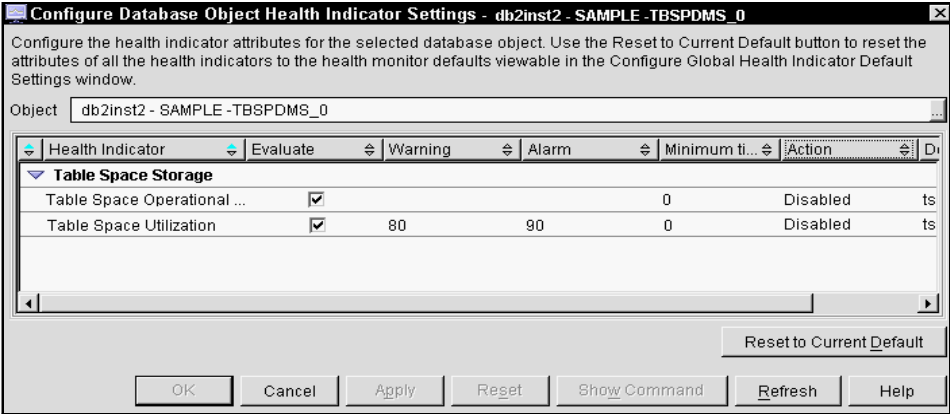 Configure Database Object Health Indicator Settings - db2inst2 - SAMPLE -TBSPDMS_0
Configure the health indicator attributes for the selected database object. Use the Reset to Current Default button to reset the
attributes of all the health indicators to the health monitor defaults viewable in the Configure Global Health Indicator Default
Settings window.
Object db2inst2 - SAMPLE -TBSPDMS_0 ...
Health Indicator Evaluate Warning Alarm Minimum ti... Action
Table Space Storage
Table Space Operational ... 0 Disabled ts
Table Space Utilization 80 90 0 Disabled ts
Reset to Current Default
OK Cancel Apply Reset Show Command Refresh Help